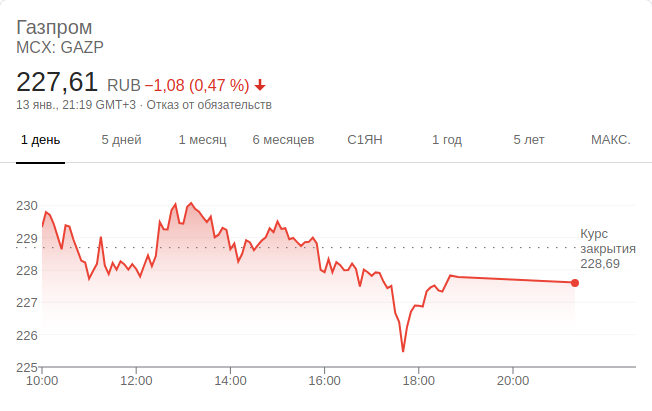 Газпром
MCX: GAZP
227,61 RUB −1,08 (0,47 %)
13 янв., 21:19 GMT+3 · Отказ от обязательств
1 день 5 дней 1 месяц 6 месяцев С1ЯН 1 год 5 лет МАКС.
230
229
228
227
226
225
Курс
закрытия
228,69
10:00 12:00 14:00 16:00 18:00 20:00